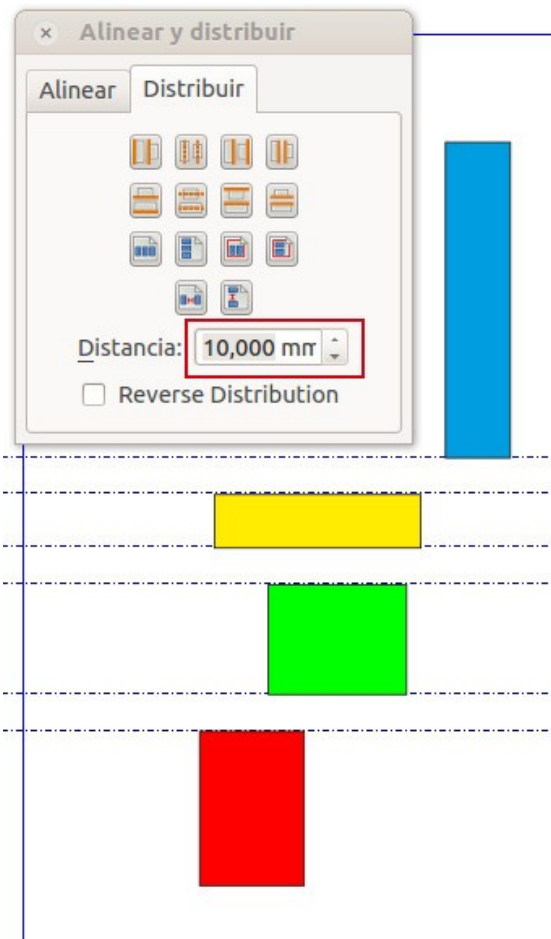 Alinear y distribuir
Alinear Distribuir
Distancia: 10,000 mm
Reverse Distribution